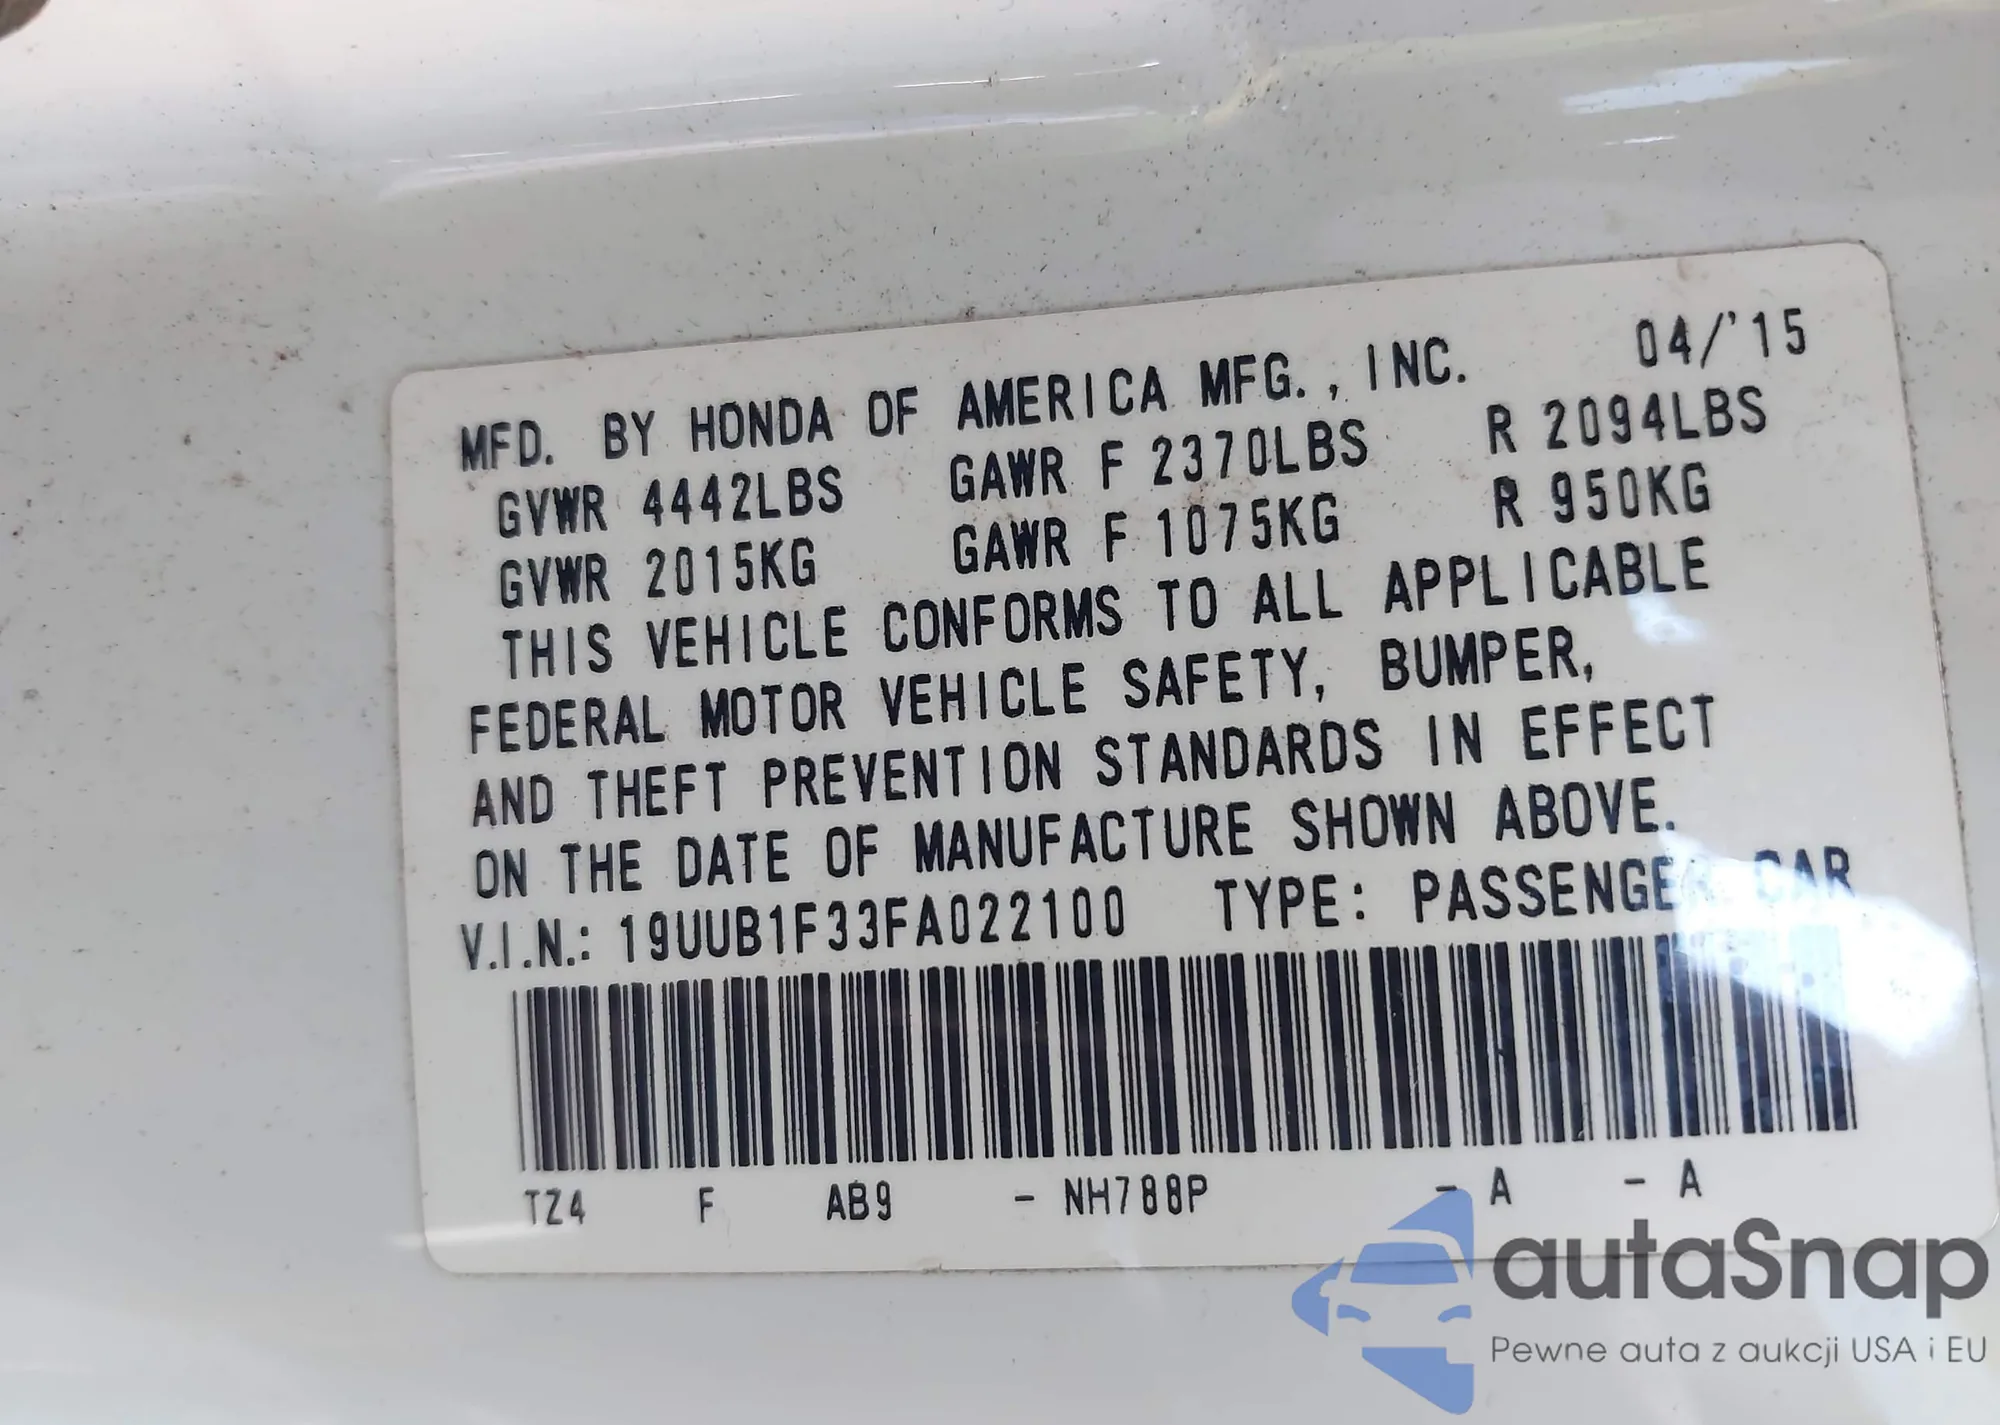 MFD. BY HONDA OF AMERICA MFG., INC. 04/'15
GVWR 4442LBS GAWR F 2370LBS R 2094LBS
GVWR 2015KG GAWR F 1075KG R 950KG
THIS VEHICLE CONFORMS TO ALL APPLICABLE
FEDERAL MOTOR VEHICLE SAFETY, BUMPER,
AND THEFT PREVENTION STANDARDS IN EFFECT
ON THE DATE OF MANUFACTURE SHOWN ABOVE.
V.I.N.: 19UUB1F33FA022100 TYPE: PASSENGER CAR
TZ4 F AB9 - NH788P - A - A
autaSnap
Pewne auta z aukcji USA i EU